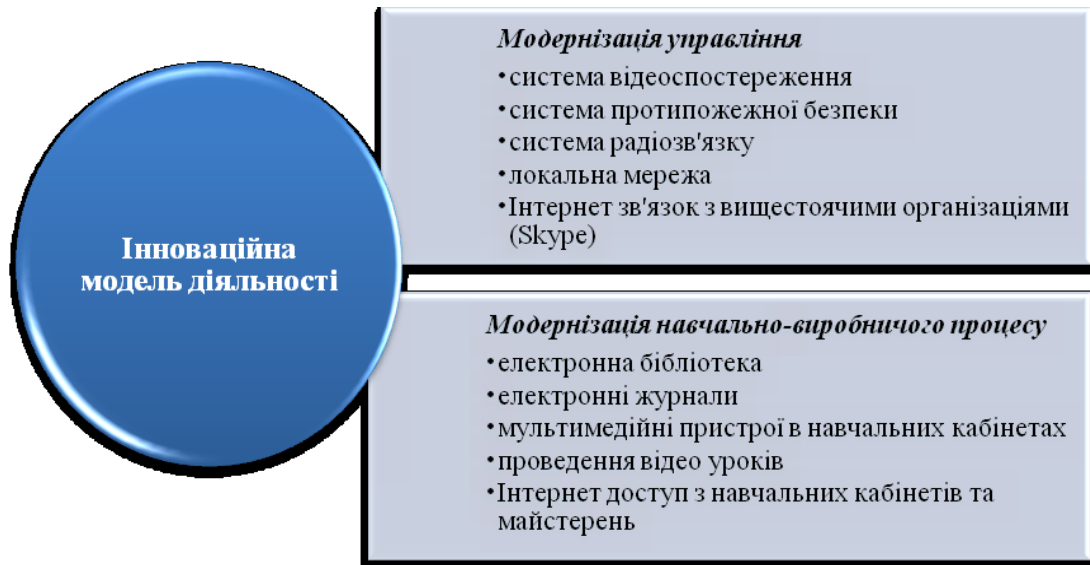 Інноваційна
модель діяльності
Модернізація управління
•система відеоспостереження
•система протипожежної безпеки
•система радіозв'язку
•локальна мережа
•Інтернет зв'язок з вищестоячими організаціями
(Skype)
Модернізація навчально-виробничого процесу
•електронна бібліотека
•електронні журнали
•мультимедійні пристрої в навчальних кабінетах
•проведення відео уроків
•Інтернет доступ з навчальних кабінетів та
майстерень